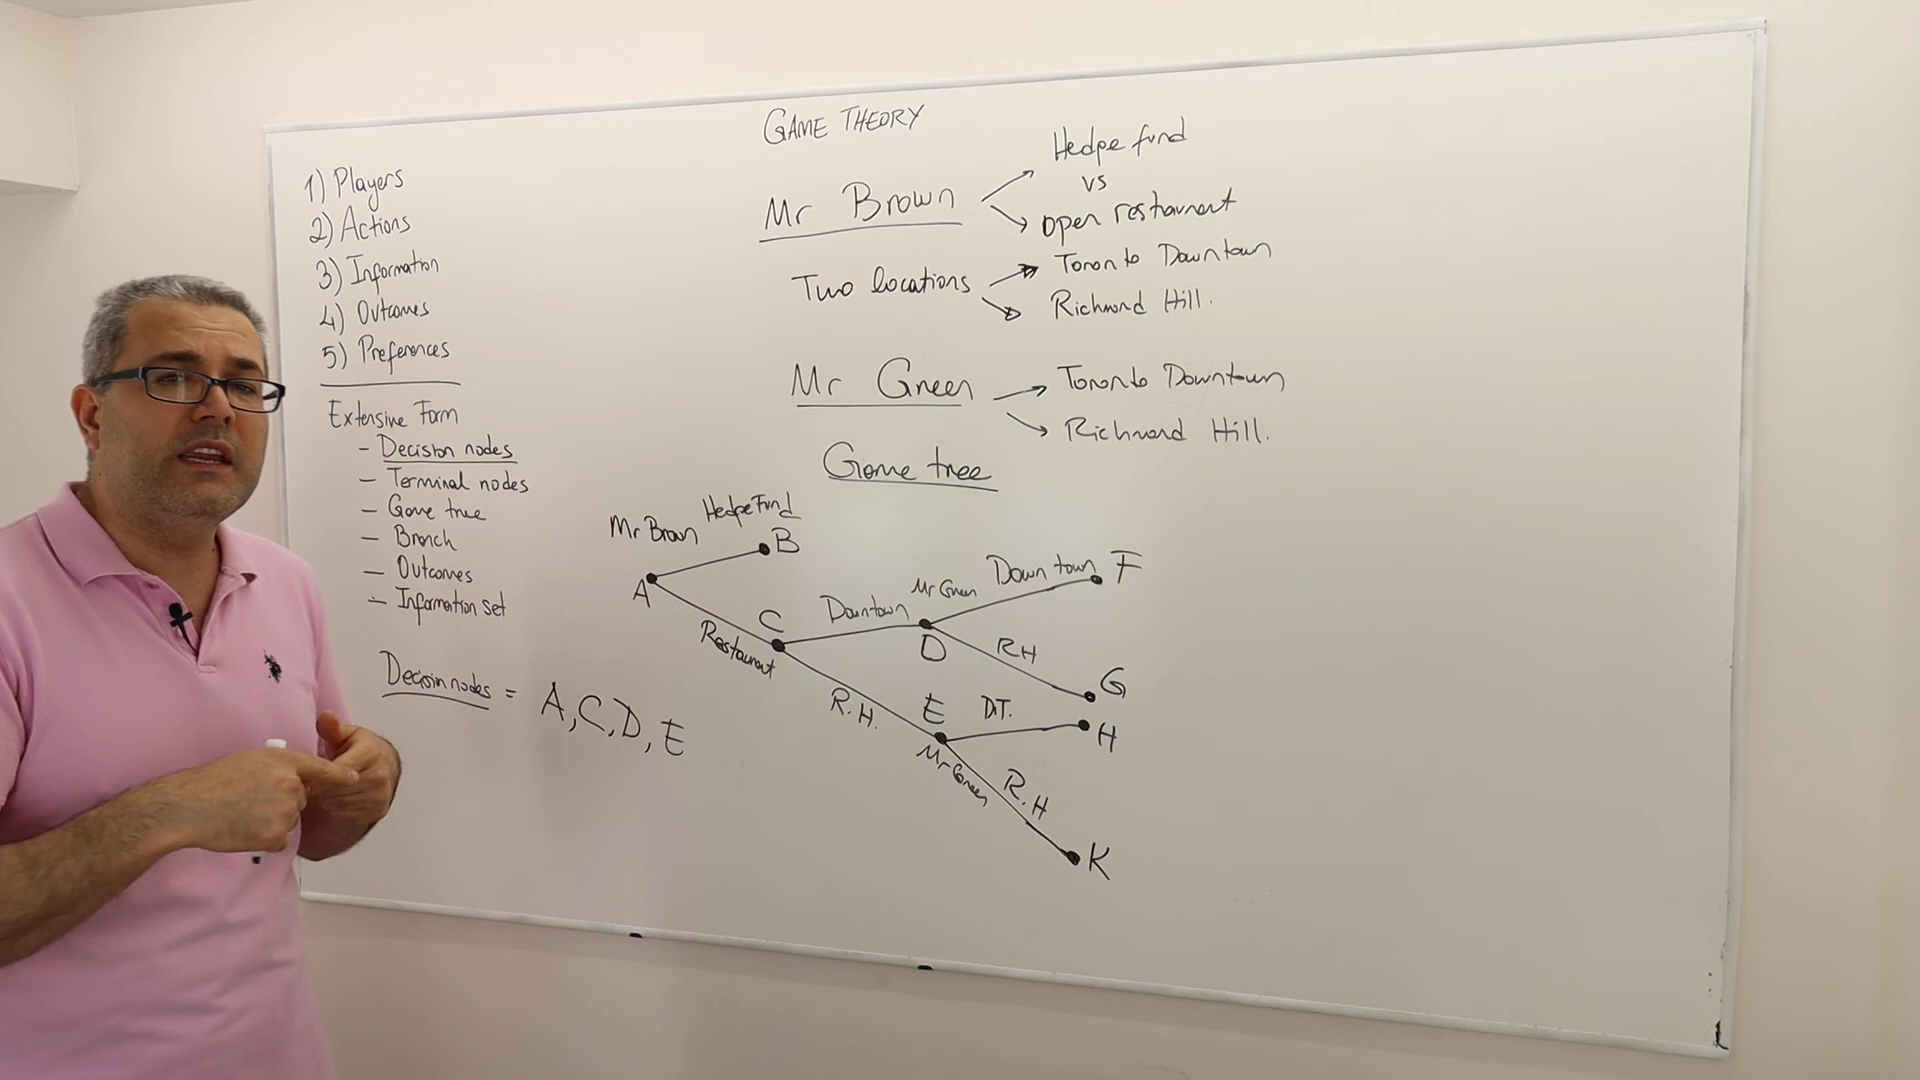 GAME THEORY
1) Players
2) Actions
3) Information
4) Outcomes
5) Preferences
Extensive Form
- Decision nodes
- Terminal nodes
- Game tree
- Branch
- Outcomes
- Information set
Decision nodes = A, C, D, E
Mr Brown
Hedge fund
vs
open restaurant
Two locations
Toronto Downtown
Richmond Hill.
Mr Green
Toronto Downtown
Richmond Hill.
Game tree
Mr Brown
Hedge Fund
B
A
Restaurant
C
Downtown
Mr Green
D
Downtown
F
RH
G
R.H.
E
Mr Green
D.T.
H
R.H
K